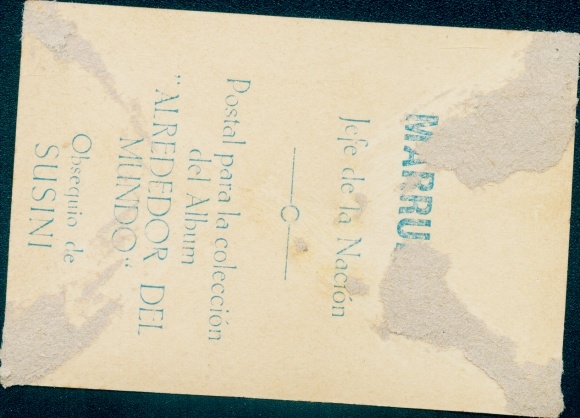 MARRU
Jefe de la Nación
Postal para la colección
del Album
"ALREDEDOR DEL
MUNDO"
Obsequio de
SUSINI